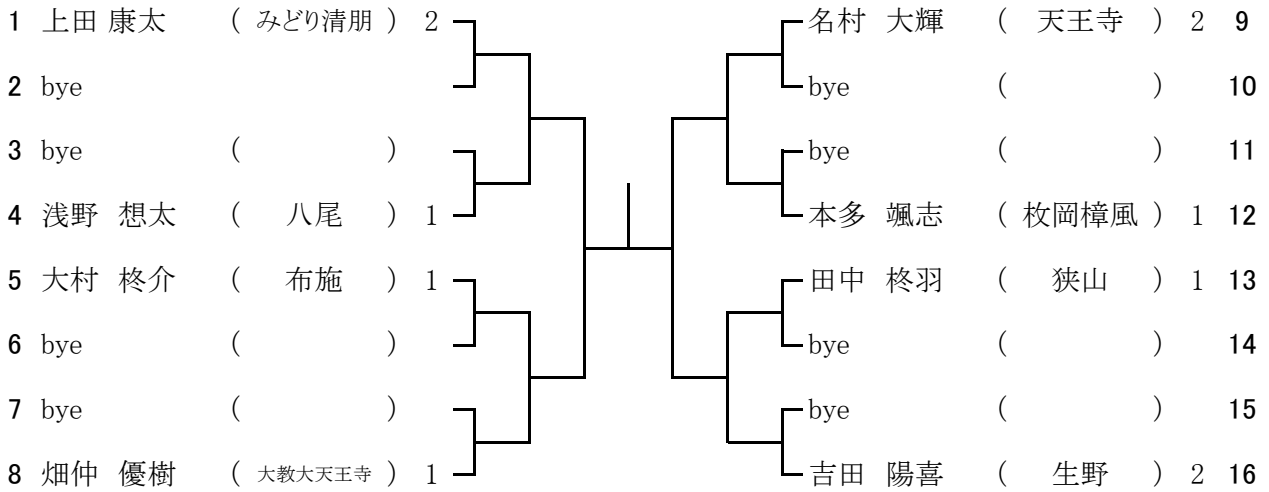 1 上田 康太 ( みどり清朋 ) 2
2 bye
3 bye ( )
4 浅野 想太 ( 八尾 ) 1
5 大村 柊介 ( 布施 ) 1
6 bye ( )
7 bye ( )
8 畑仲 優樹 ( 大教大天王寺 ) 1
名村 大輝 ( 天王寺 ) 2 9
bye ( ) 10
bye ( ) 11
本多 颯志 ( 枚岡樟風 ) 1 12
田中 柊羽 ( 狭山 ) 1 13
bye ( ) 14
bye ( ) 15
吉田 陽喜 ( 生野 ) 2 16